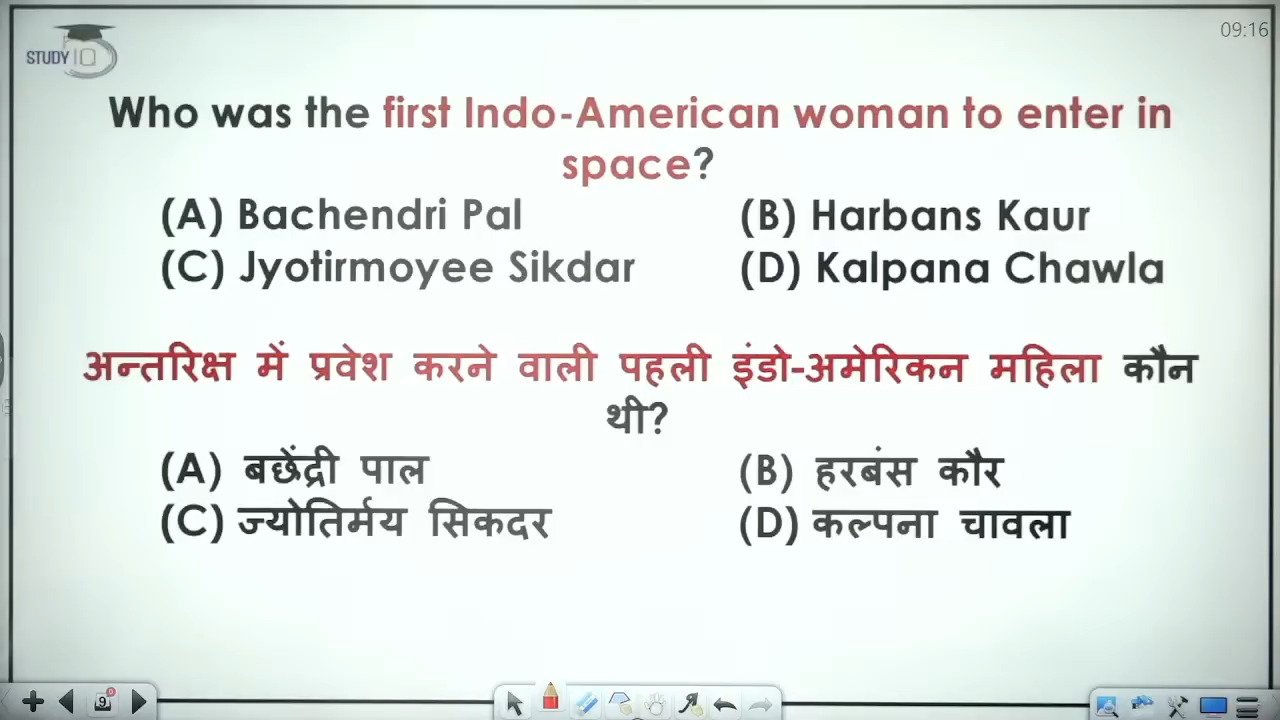 STUDY IQ
09:16
Who was the first Indo-American woman to enter in
space?
(A) Bachendri Pal (B) Harbans Kaur
(C) Jyotirmoyee Sikdar (D) Kalpana Chawla
अन्तरिक्ष में प्रवेश करने वाली पहली इंडो-अमेरिकन महिला कौन
थी?
(A) बछेंद्री पाल (B) हरबंस कौर
(C) ज्योतिर्मय सिकदर (D) कल्पना चावला
9